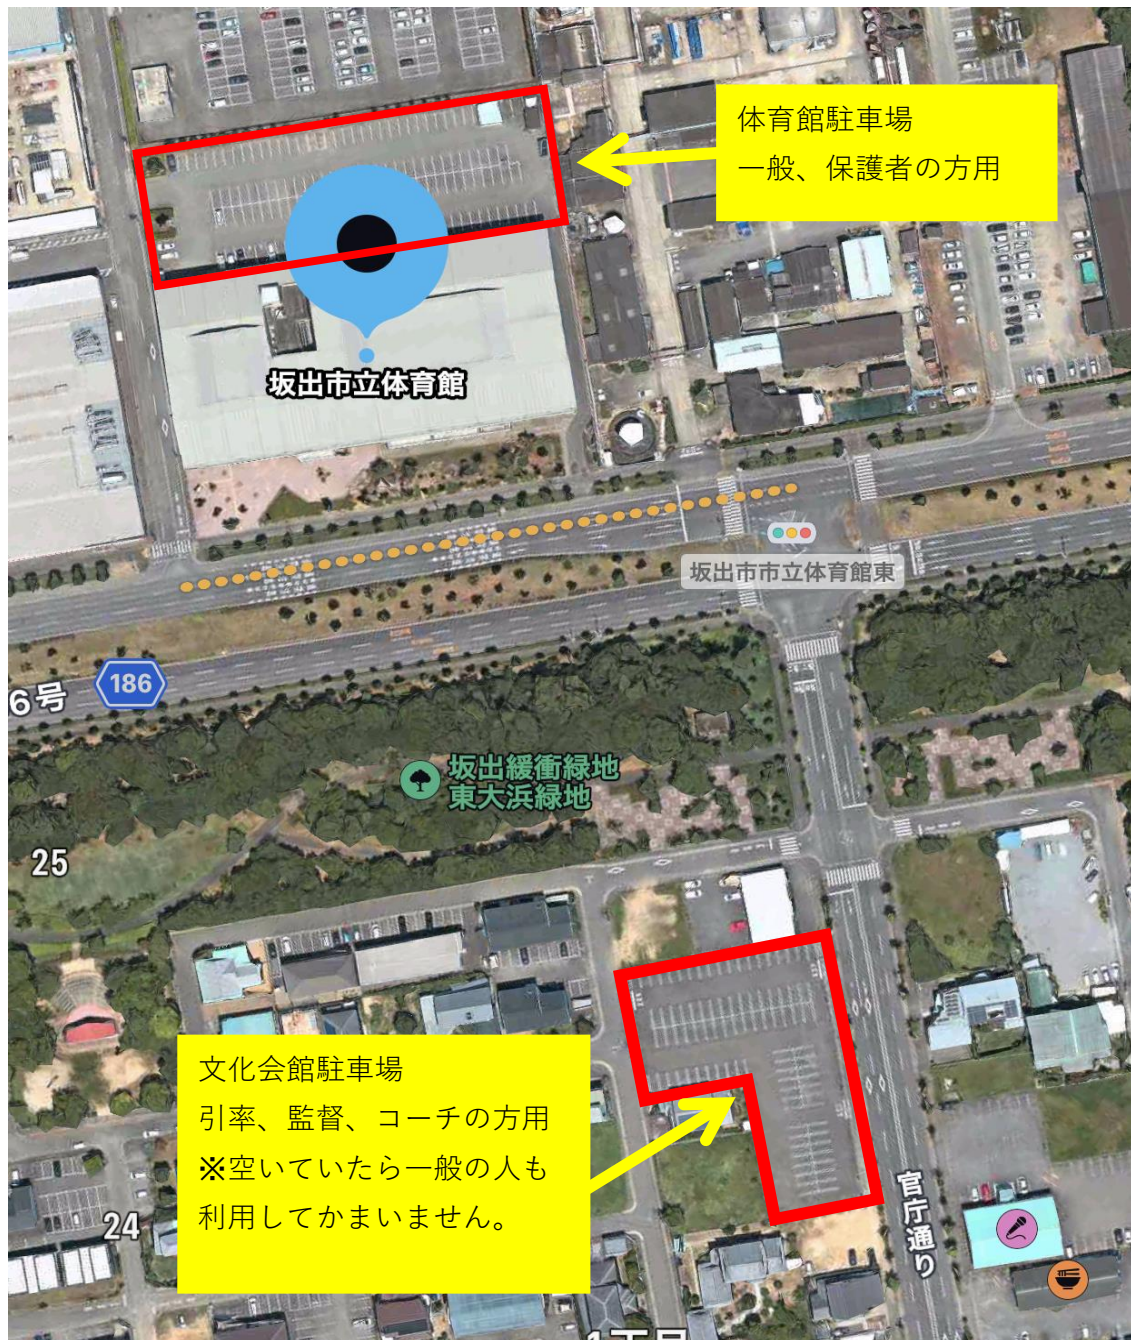 体育館駐車場
一般、保護者の方用
坂出市立体育館
坂出市市立体育館東
6号
186
坂出緩衝緑地
東大浜緑地
25
文化会館駐車場
引率、監督、コーチの方用
※空いていたら一般の人も
利用してかまいません。
24
官庁通り